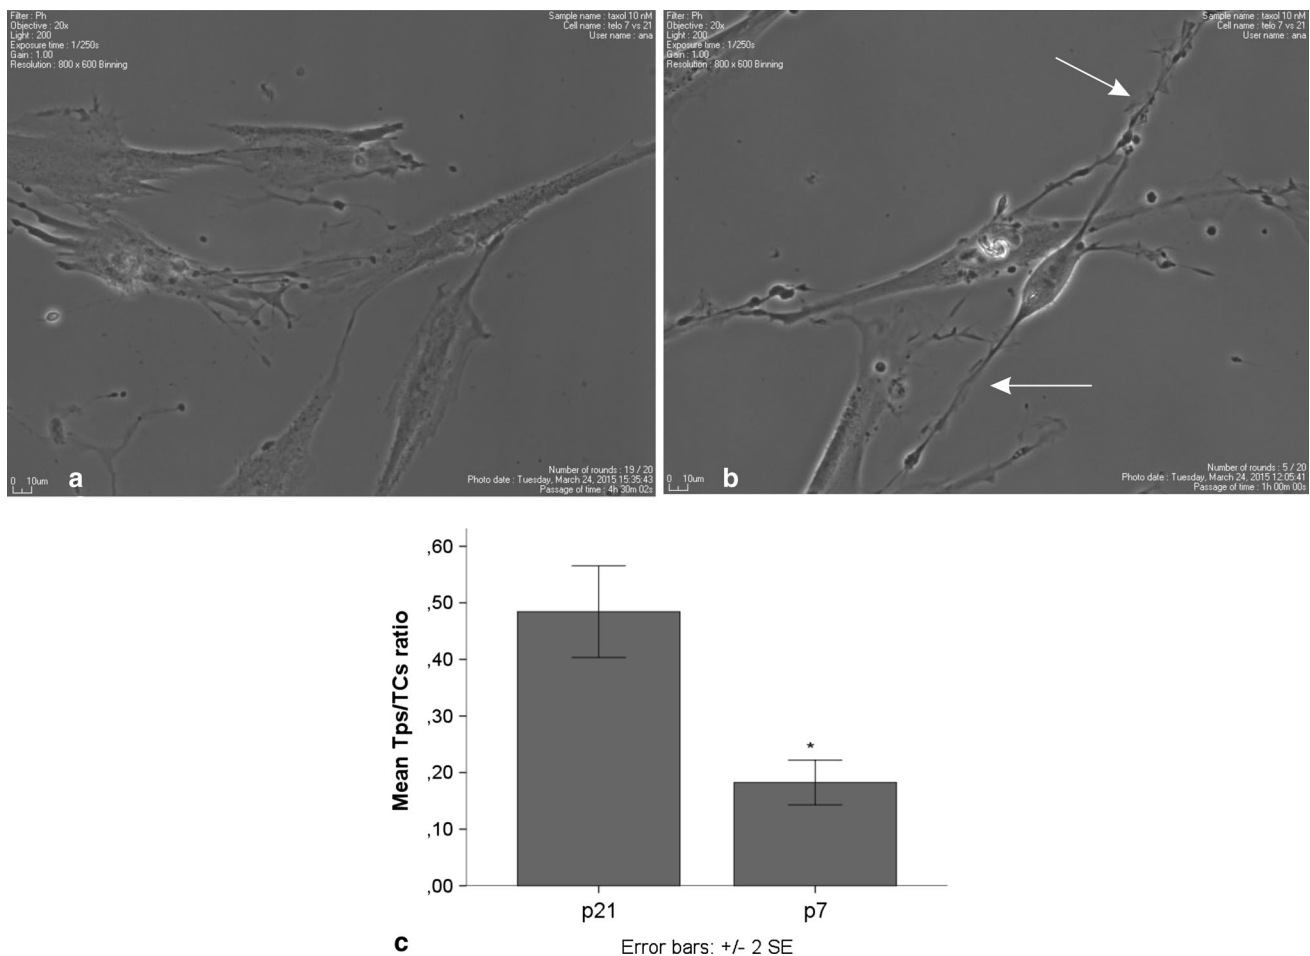 Filter : Ph
Objective : 20x
Light : 200
Exposure time : 1/250s
Gain : 1.00
Resolution : 800 x 600 Binning
Sample name : taxol 10 nM
Cell name : telo 7 vs 21
User name : ana
0 10um
a
Number of rounds : 19 / 20
Photo date : Tuesday, March 24, 2015 15:35:43
Passage of time : 4h 30m 02s
Filter : Ph
Objective : 20x
Light : 200
Exposure time : 1/250s
Gain : 1.00
Resolution : 800 x 600 Binning
Sample name : taxol 10 nM
Cell name : telo 7 vs 21
User name : ana
0 10um
b
Number of rounds : 5 / 20
Photo date : Tuesday, March 24, 2015 12:05:41
Passage of time : 1h 00m 00s
Mean Tps/TCs ratio
,60
,50
,40
,30
,20
,10
,00
*
p21 p7
c
Error bars: +/- 2 SE